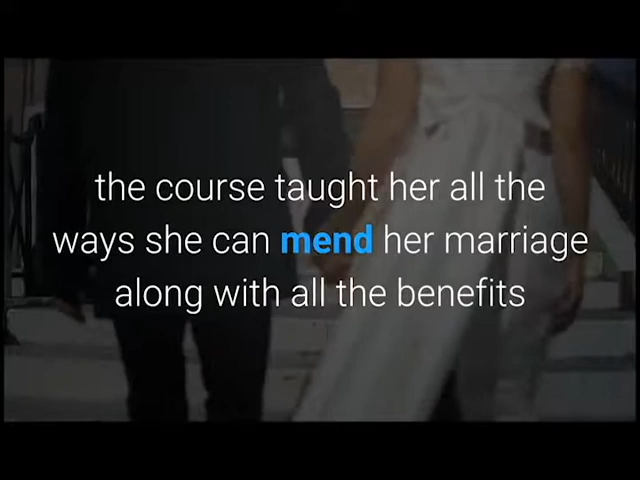 the course taught her all the
ways she can mend her marriage
along with all the benefits